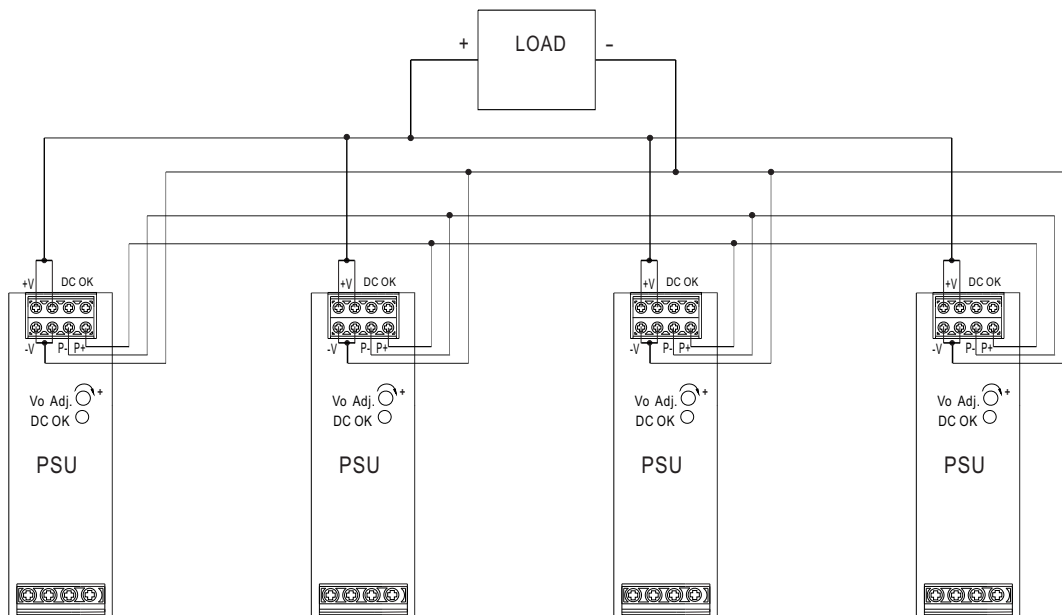 + LOAD -
+V DC OK
+V DC OK
+V DC OK
+V DC OK
-V P- P+
-V P- P+
-V P- P+
-V P- P+
Vo Adj. +
DC OK
PSU
Vo Adj. +
DC OK
PSU
Vo Adj. +
DC OK
PSU
Vo Adj. +
DC OK
PSU